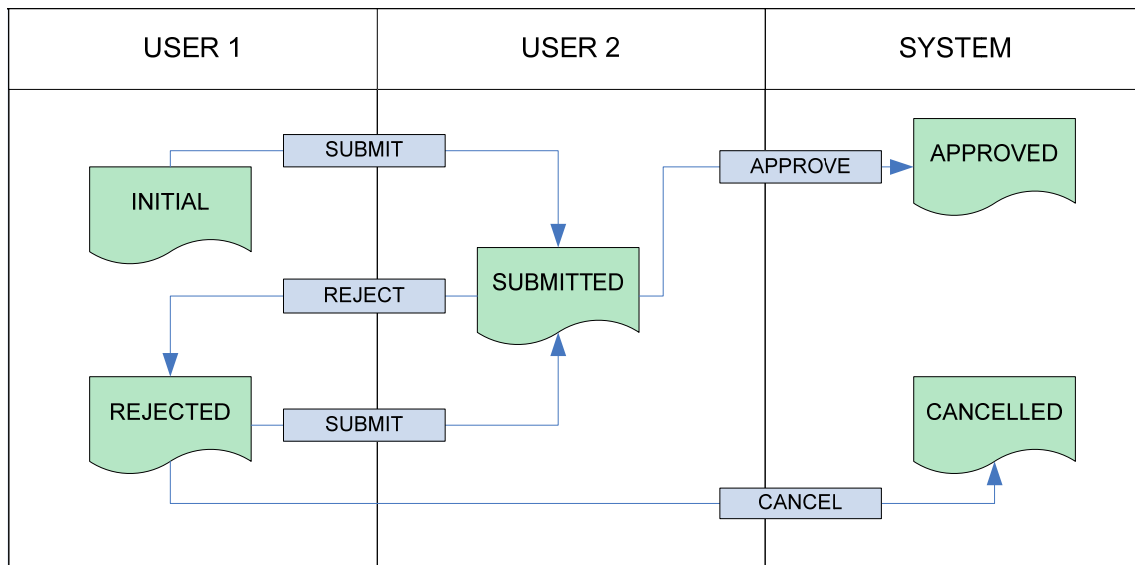 USER 1
USER 2
SYSTEM
SUBMIT
APPROVED
APPROVE
INITIAL
SUBMITTED
REJECT
REJECTED
CANCELLED
SUBMIT
CANCEL